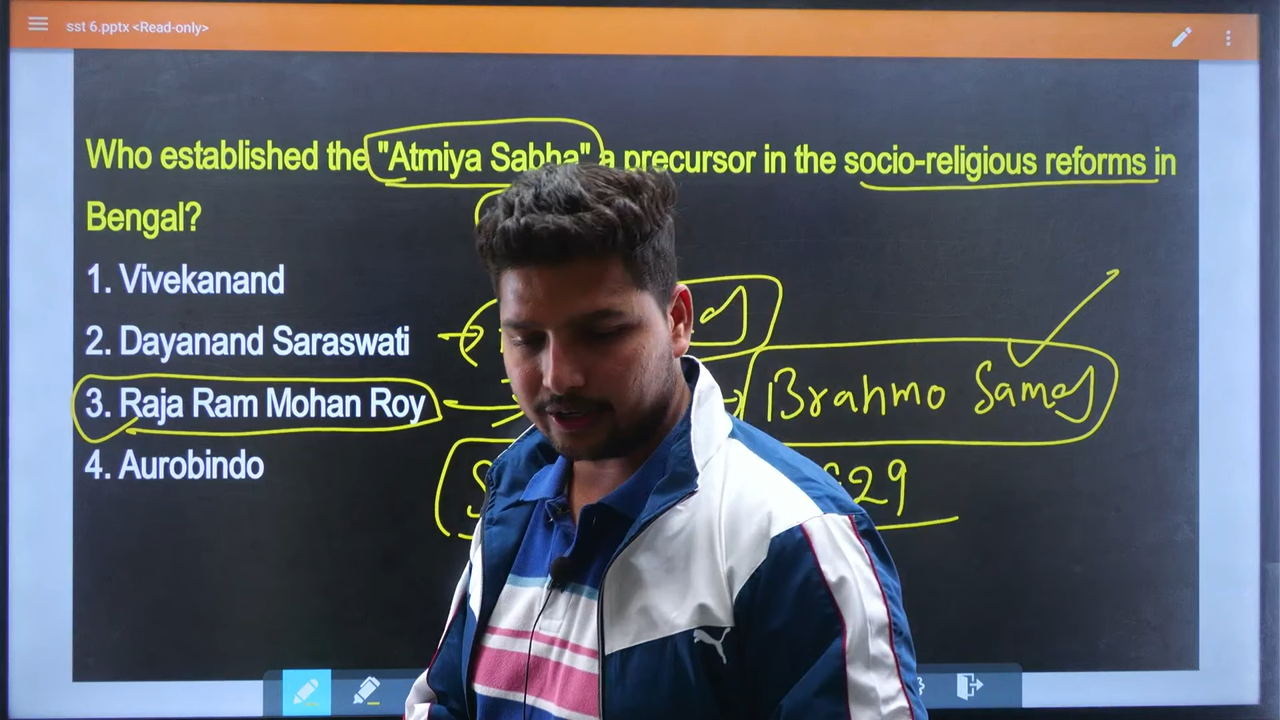 sst 6.pptx <Read-only>
Who established the "Atmiya Sabha" a precursor in the socio-religious reforms in
Bengal?
1. Vivekanand
2. Dayanand Saraswati
3. Raja Ram Mohan Roy
Brahmo Samaj
4. Aurobindo
29